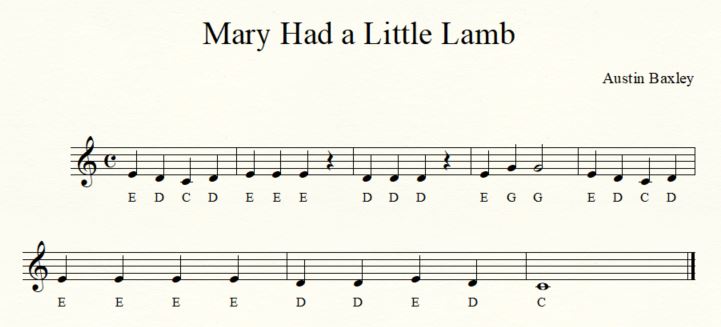 Mary Had a Little Lamb
Austin Baxley
E D C D E E E D D D E G G E D C D
E E E E D D E D C